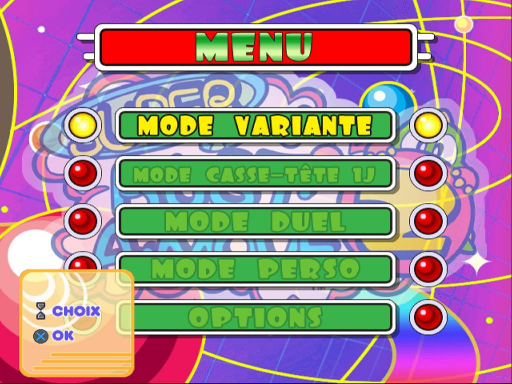 MENU
MODE VARIANTE
MODE CASSE-TÊTE 1J
MODE DUEL
MODE PERSO
OPTIONS
CHOIX
OK